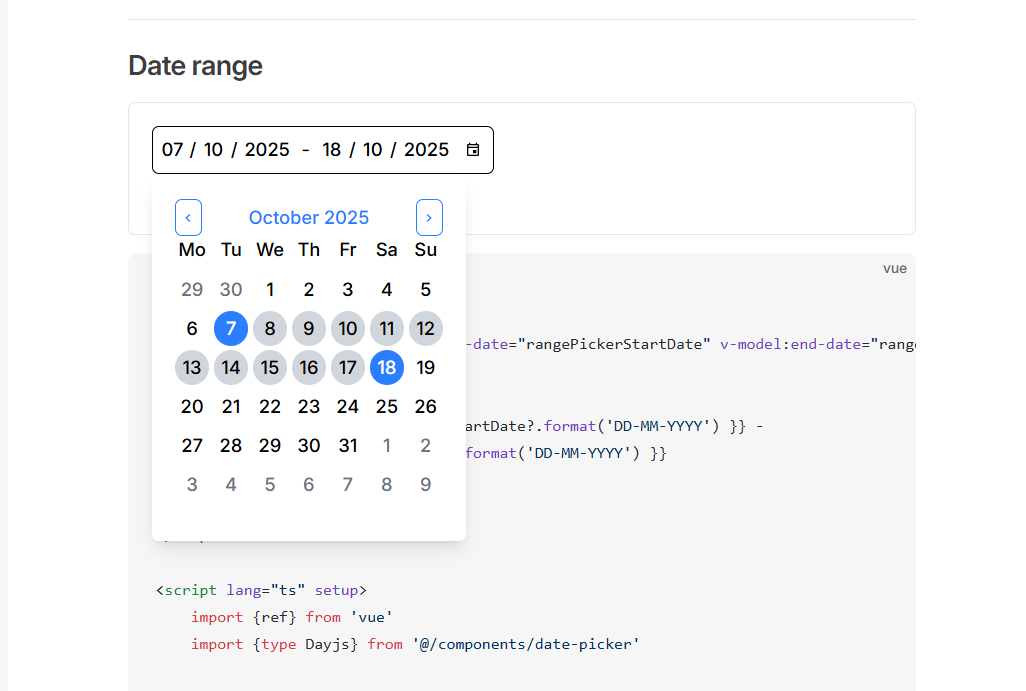 Date range
07 / 10 / 2025 - 18 / 10 / 2025
‹ October 2025 ›
Mo Tu We Th Fr Sa Su
29 30 1 2 3 4 5
6 7 8 9 10 11 12
13 14 15 16 17 18 19
20 21 22 23 24 25 26
27 28 29 30 31 1 2
3 4 5 6 7 8 9
vue
-date="rangePickerStartDate" v-model:end-date="range
artDate?.format('DD-MM-YYYY') }} -
format('DD-MM-YYYY') }}
<script lang="ts" setup>
import {ref} from 'vue'
import {type Dayjs} from '@/components/date-picker'